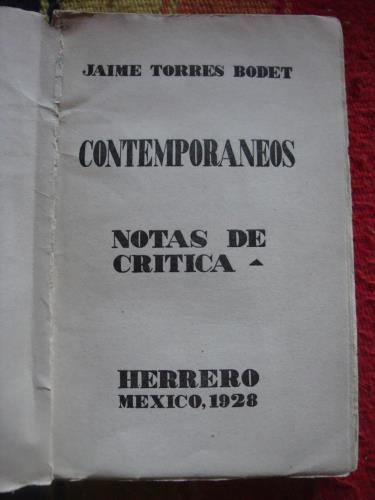 JAIME TORRES BODET
CONTEMPORANEOS
NOTAS DE
CRITICA
HERRERO
MEXICO, 1928